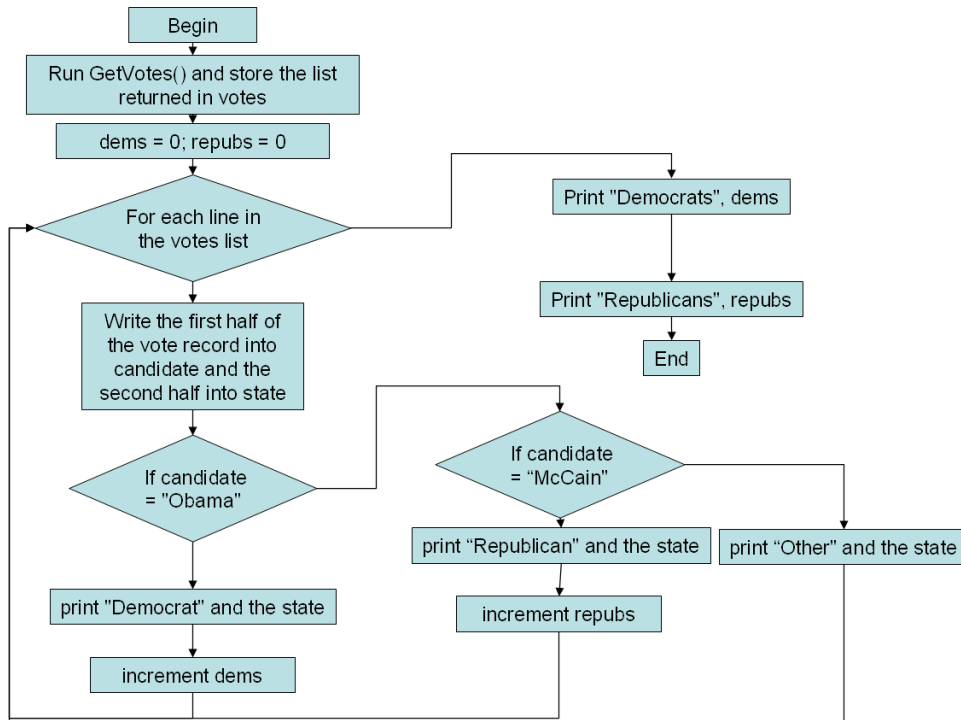 Begin
Run GetVotes() and store the list
returned in votes
dems = 0; repubs = 0
For each line in
the votes list
Print "Democrats", dems
Print "Republicans", repubs
End
Write the first half of
the vote record into
candidate and the
second half into state
If candidate
= "Obama"
If candidate
= “McCain"
print “Republican" and the state
print “Other" and the state
print "Democrat" and the state
increment repubs
increment dems